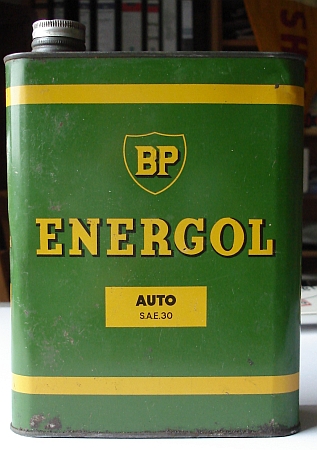 BP
ENERGOL
AUTO
S.A.E.30